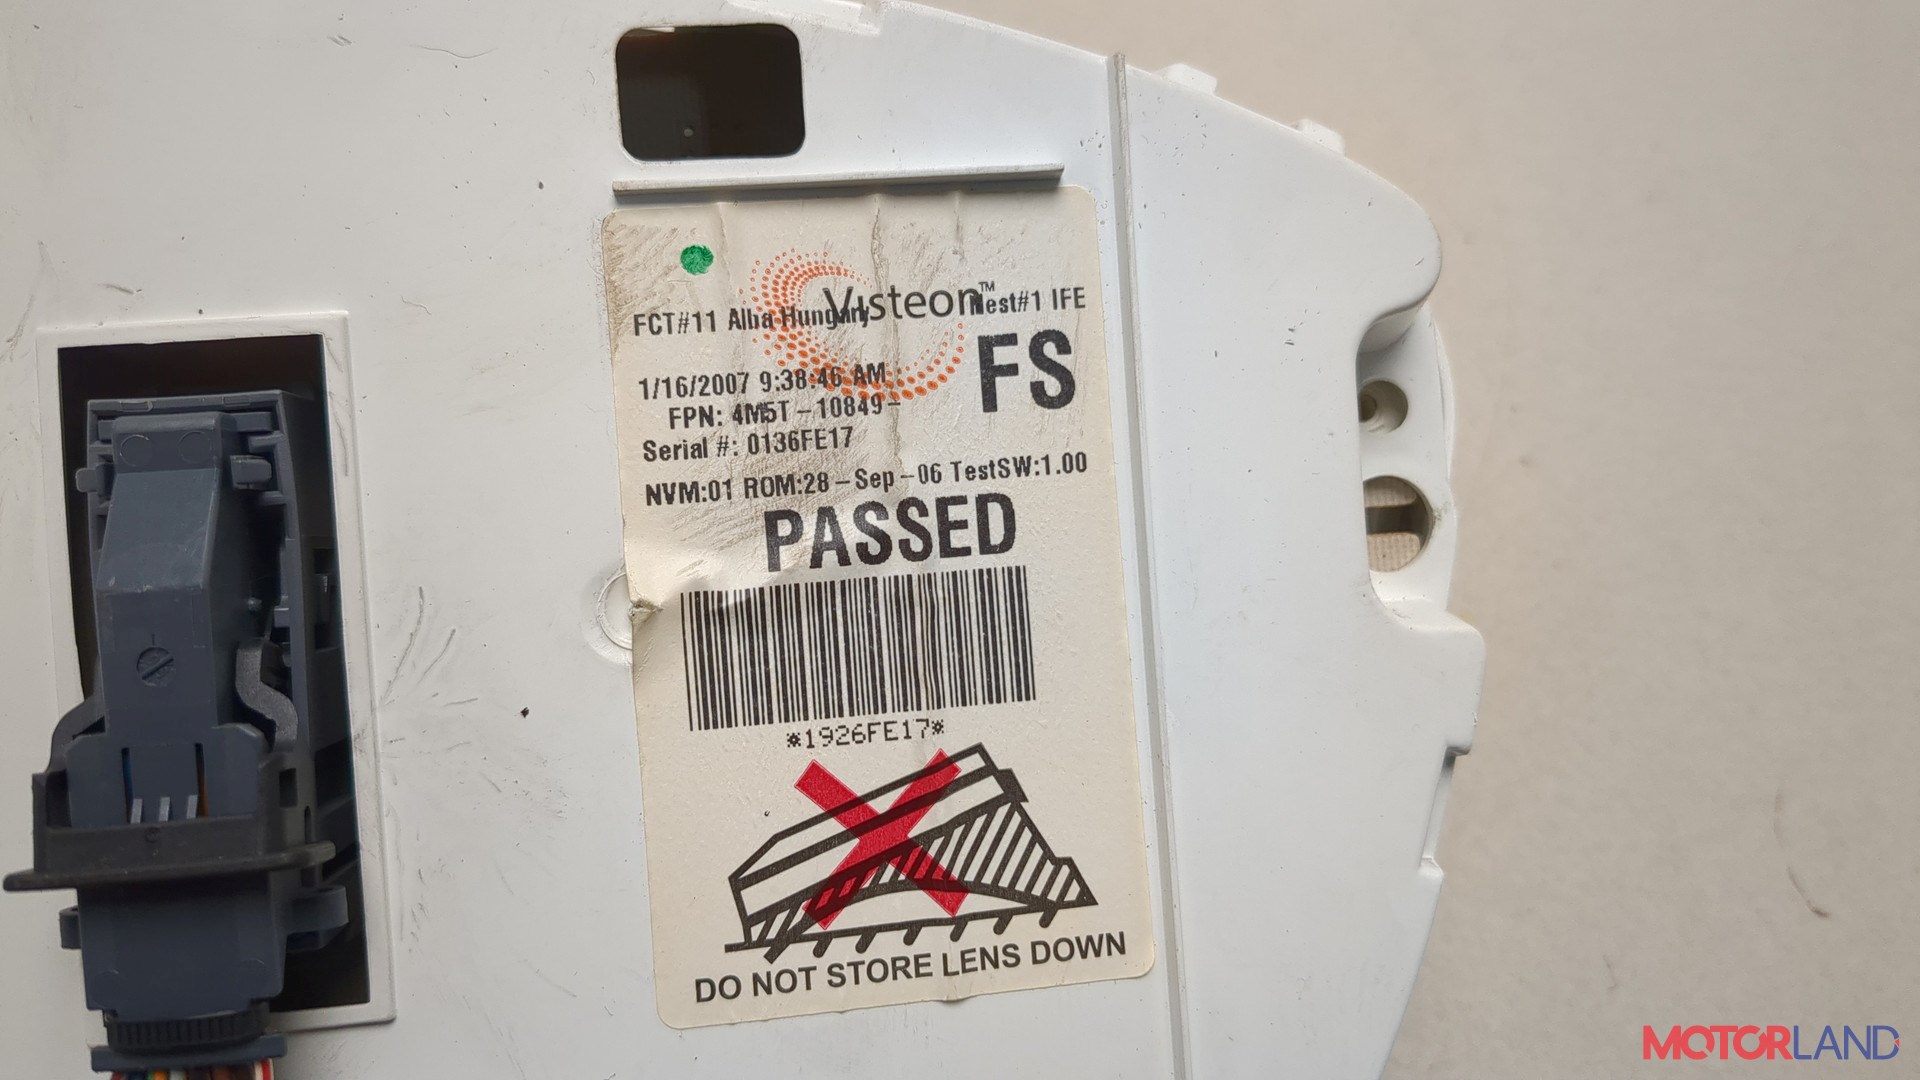 Visteon™
FCT#11 Alba Hungary Nest#1 IFE
FS
1/16/2007 9:38:46 AM
FPN: 4M5T-10849-
Serial #: 0136FE17
NVM:01 ROM:28-Sep-06 TestSW:1.00
PASSED
*1926FE17*
DO NOT STORE LENS DOWN
MOTORLAND